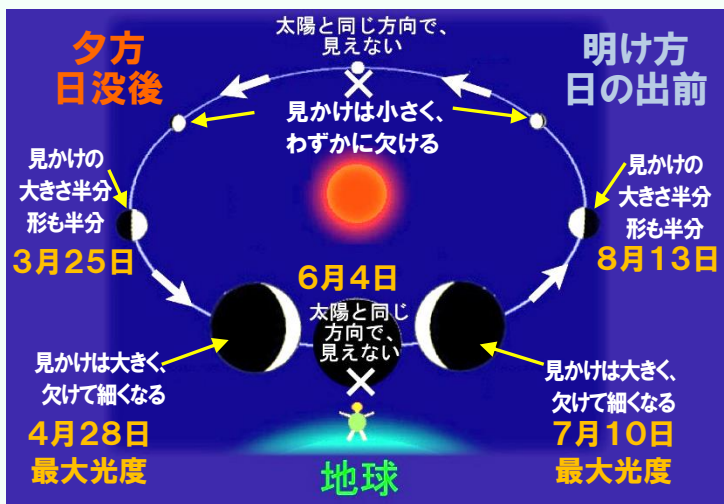 太陽と同じ方向で、
見えない
夕方
日没後
明け方
日の出前
見かけは小さく、
わずかに欠ける
見かけの
大きさ半分
形も半分
3月25日
見かけの
大きさ半分
形も半分
8月13日
6月4日
太陽と同じ
方向で、
見えない
見かけは大きく、
欠けて細くなる
4月28日
最大光度
見かけは大きく、
欠けて細くなる
7月10日
最大光度
地球